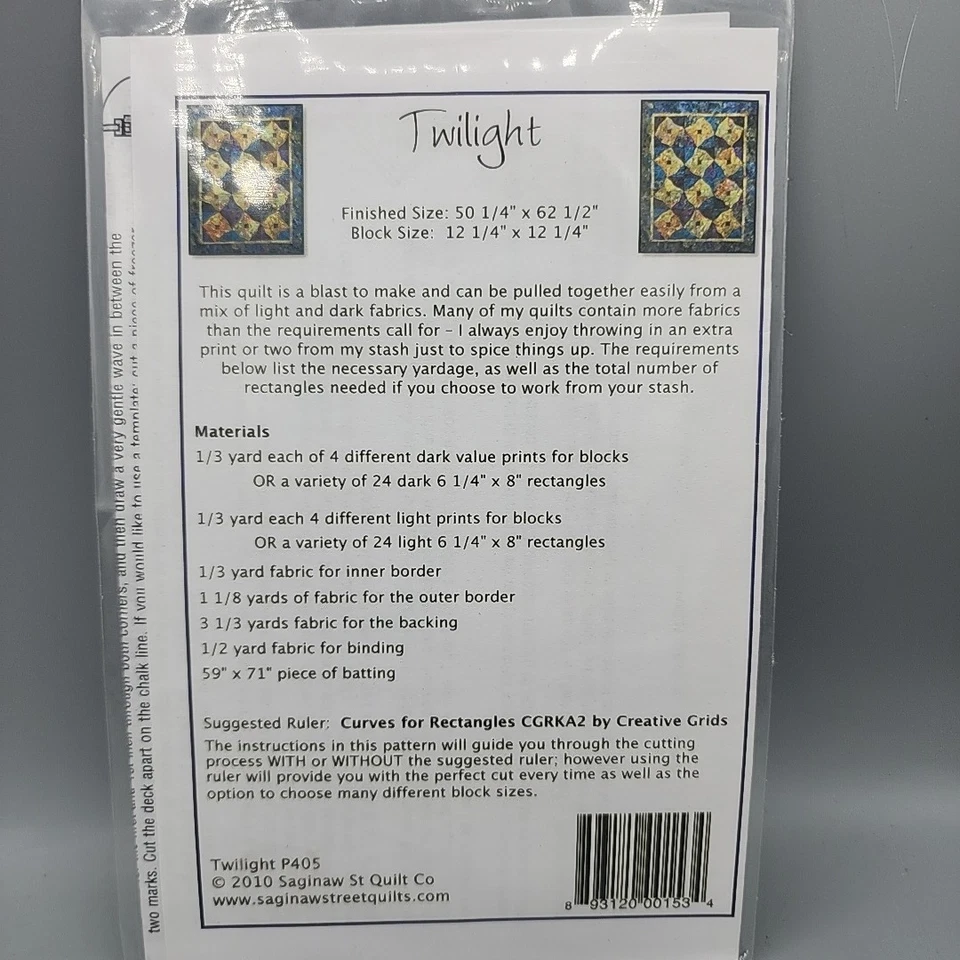 Twilight
Finished Size: 50 1/4" x 62 1/2"
Block Size: 12 1/4" x 12 1/4"
This quilt is a blast to make and can be pulled together easily from a
mix of light and dark fabrics. Many of my quilts contain more fabrics
than the requirements call for – I always enjoy throwing in an extra
print or two from my stash just to spice things up. The requirements
below list the necessary yardage, as well as the total number of
rectangles needed if you choose to work from your stash.
Materials
1/3 yard each of 4 different dark value prints for blocks
OR a variety of 24 dark 6 1/4" x 8" rectangles
1/3 yard each 4 different light prints for blocks
OR a variety of 24 light 6 1/4" x 8" rectangles
1/3 yard fabric for inner border
1 1/8 yards of fabric for the outer border
3 1/3 yards fabric for the backing
1/2 yard fabric for binding
59" x 71" piece of batting
Suggested Ruler: Curves for Rectangles CGRKA2 by Creative Grids
The instructions in this pattern will guide you through the cutting
process WITH or WITHOUT the suggested ruler; however using the
ruler will provide you with the perfect cut every time as well as the
option to choose many different block sizes.
Twilight P405
© 2010 Saginaw St Quilt Co
www.saginawstreetquilts.com
8 93120 00153 4
corners, and then draw a very gentle wave in between the
two marks. Cut the deck apart on the chalk line. If you would like to use a template; cut a piece of freezer